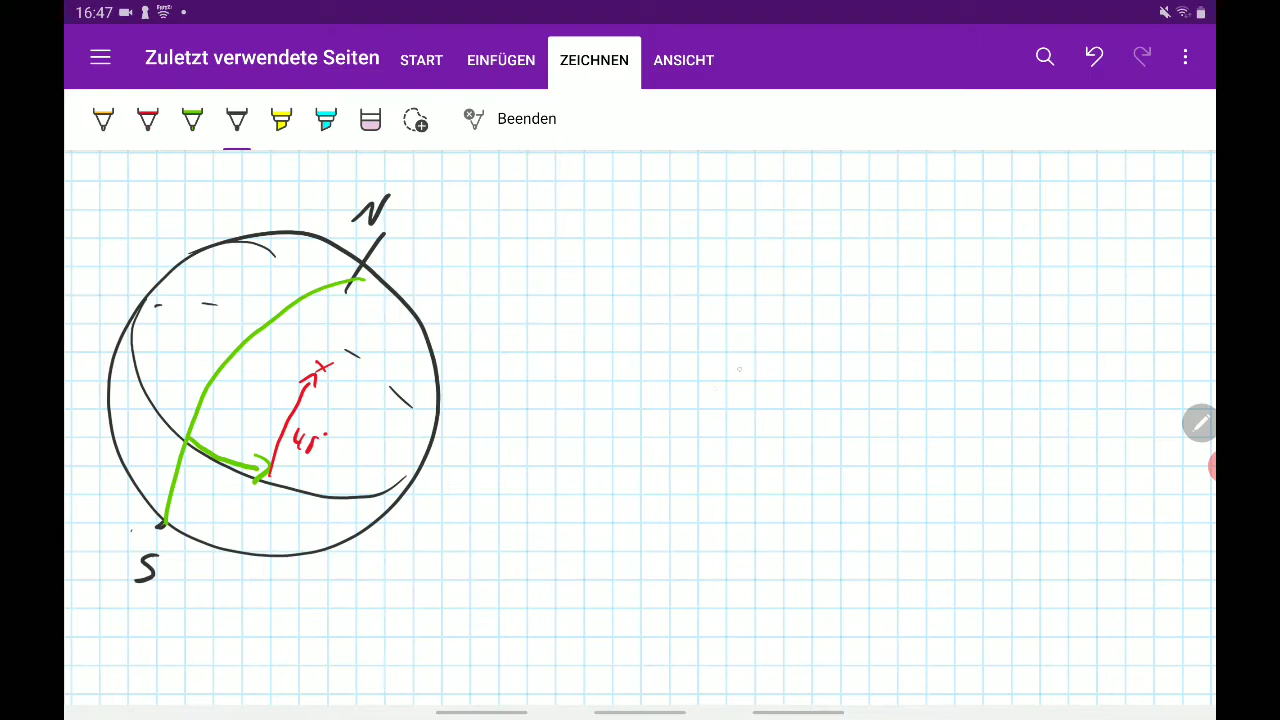 16:47
Zuletzt verwendete Seiten START EINFÜGEN ZEICHNEN ANSICHT
Beenden
N
S